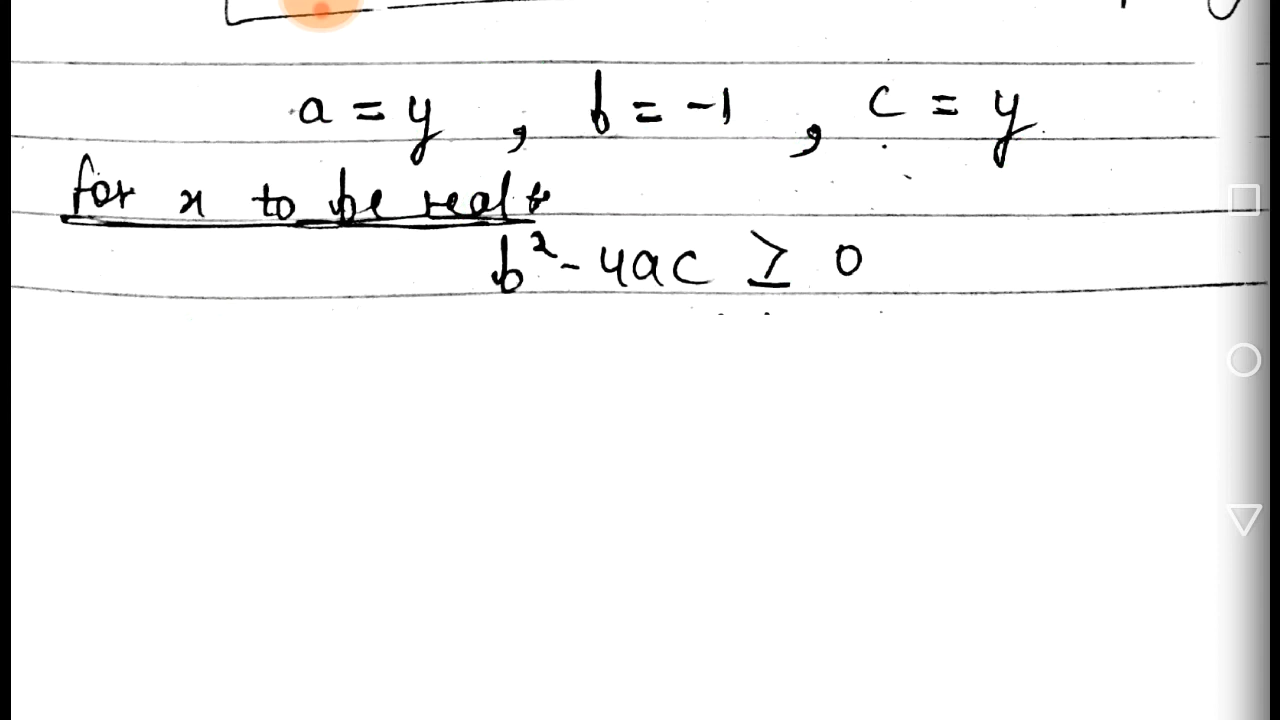 a = y , b = -1 , c = y
for x to be real
b² - 4ac ≥ 0